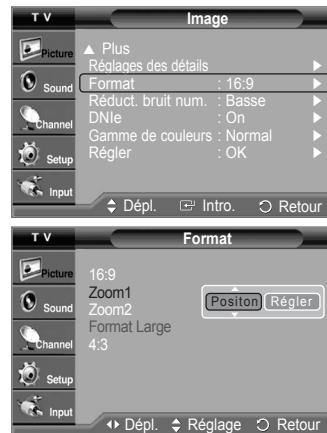 T V
Image
Picture
Sound
Channel
Setup
Input
▲ Plus
Réglages des détails ►
Format : 16:9 ►
Réduct. bruit num. : Basse ►
DNIe : On ►
Gamme de couleurs : Normal ►
Régler : OK ►
Dépl. Intro. Retour
T V
Format
Picture
Sound
Channel
Setup
Input
16:9
Zoom1
Zoom2
Format Large
4:3
Positon Régler
Dépl. Réglage Retour